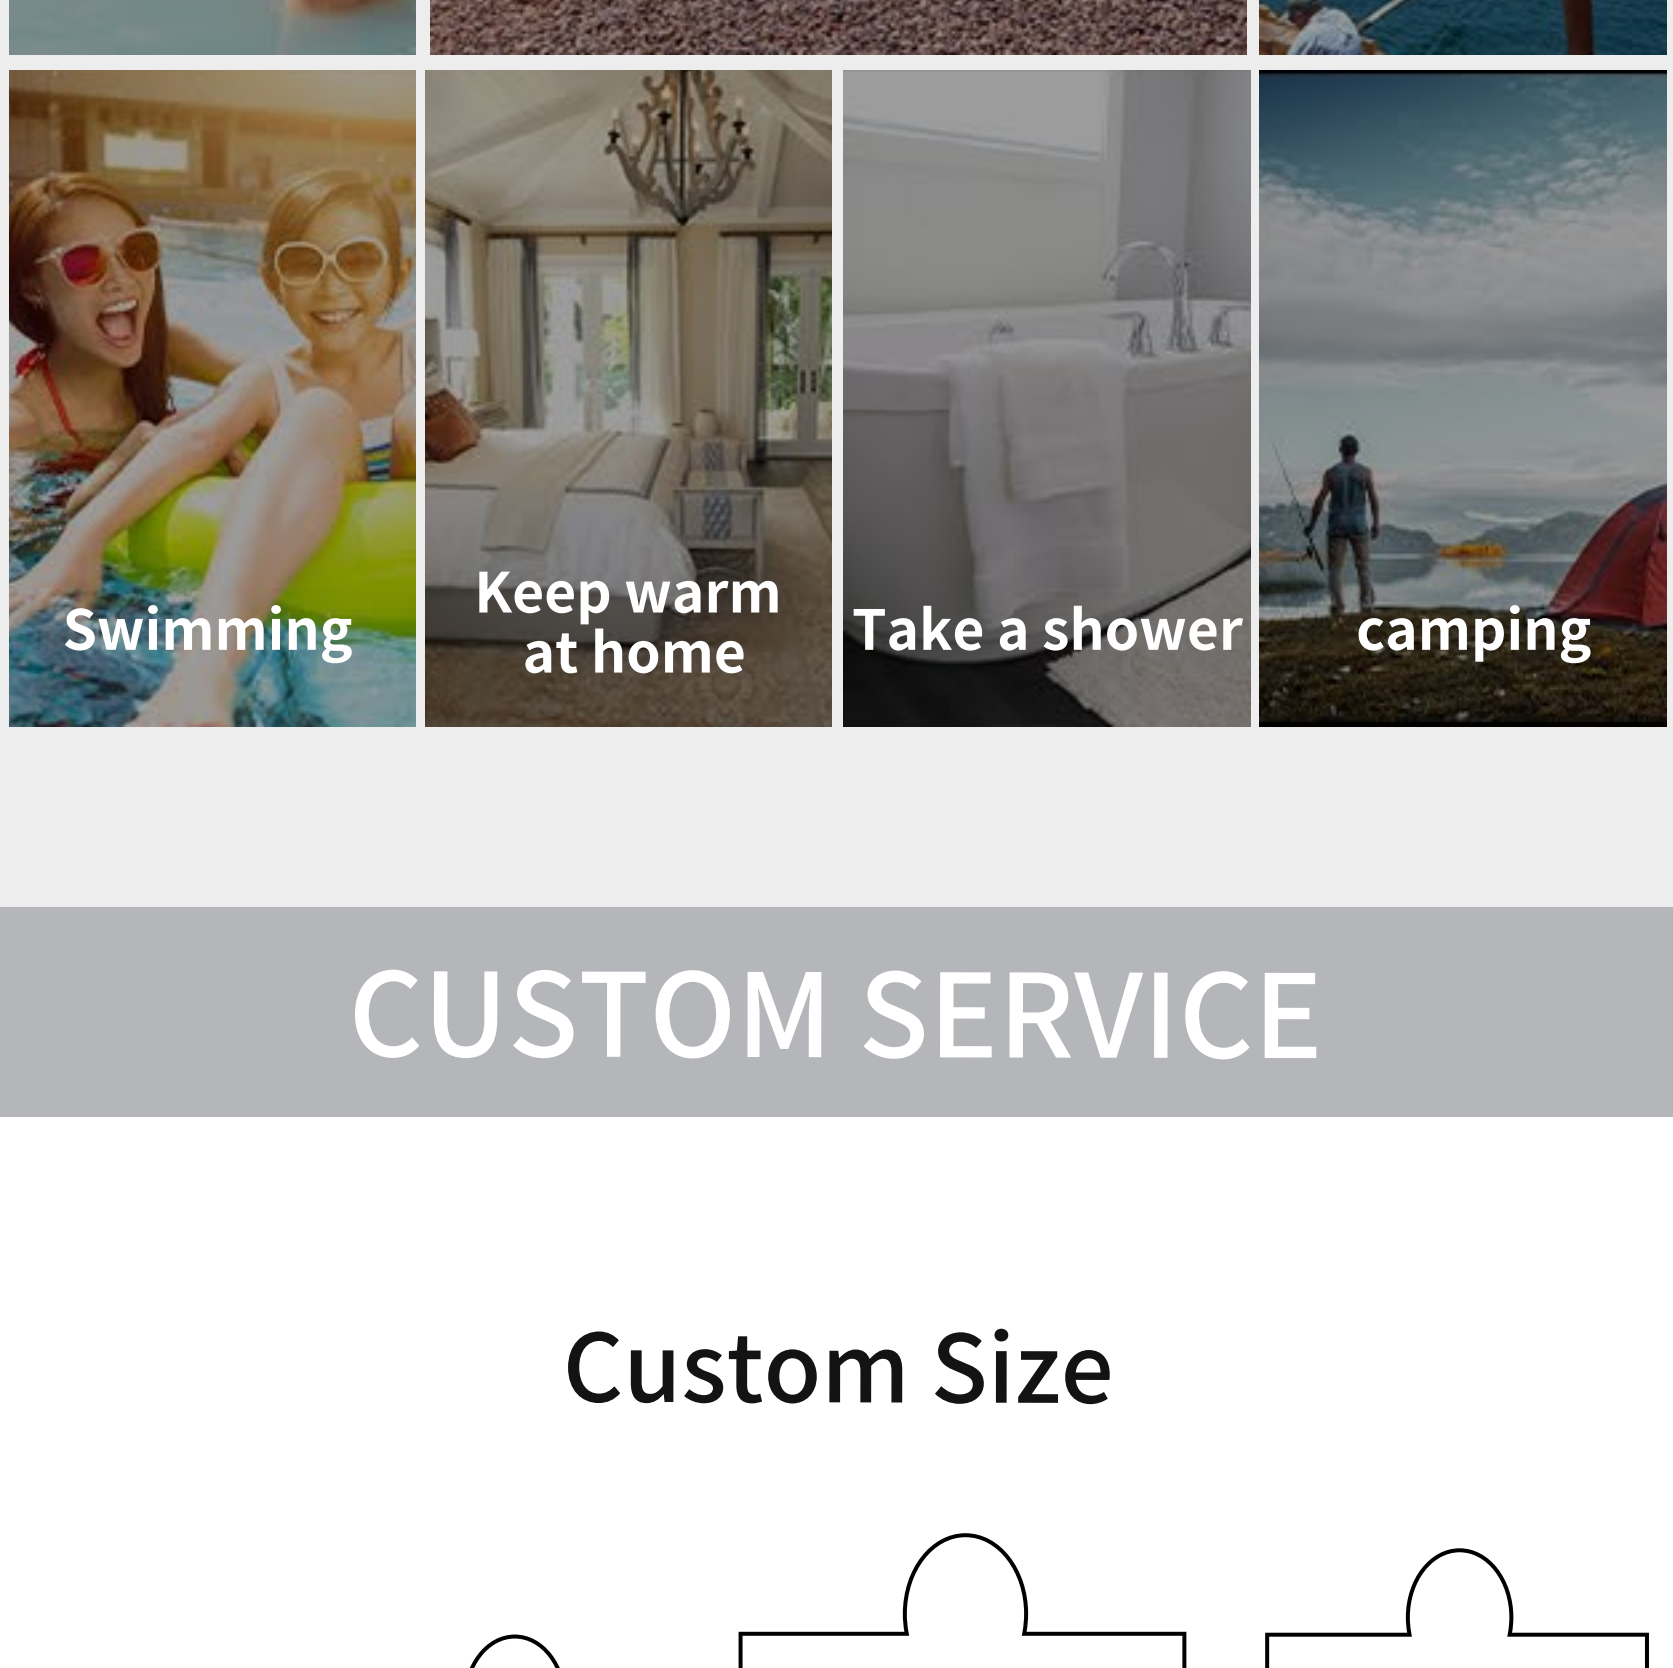 Swimming
Keep warm
at home
Take a shower
camping
CUSTOM SERVICE
Custom Size